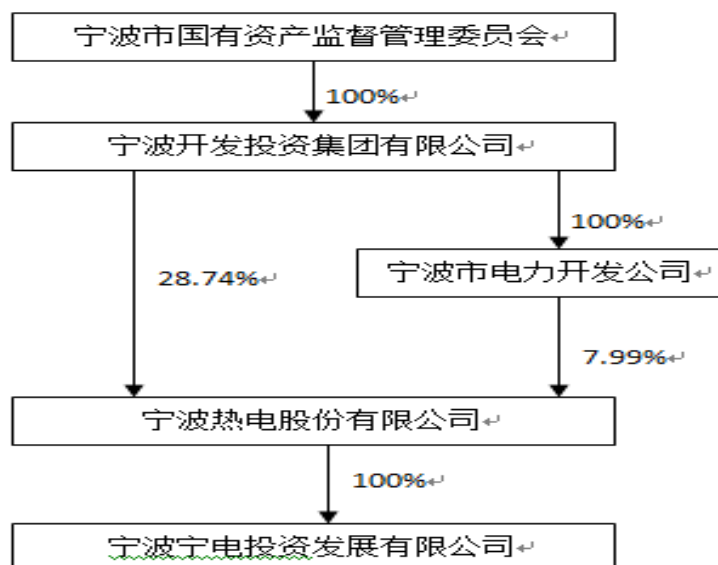 宁波市国有资产监督管理委员会
100%
宁波开发投资集团有限公司
100%
28.74%
宁波市电力开发公司
7.99%
宁波热电股份有限公司
100%
宁波宁电投资发展有限公司